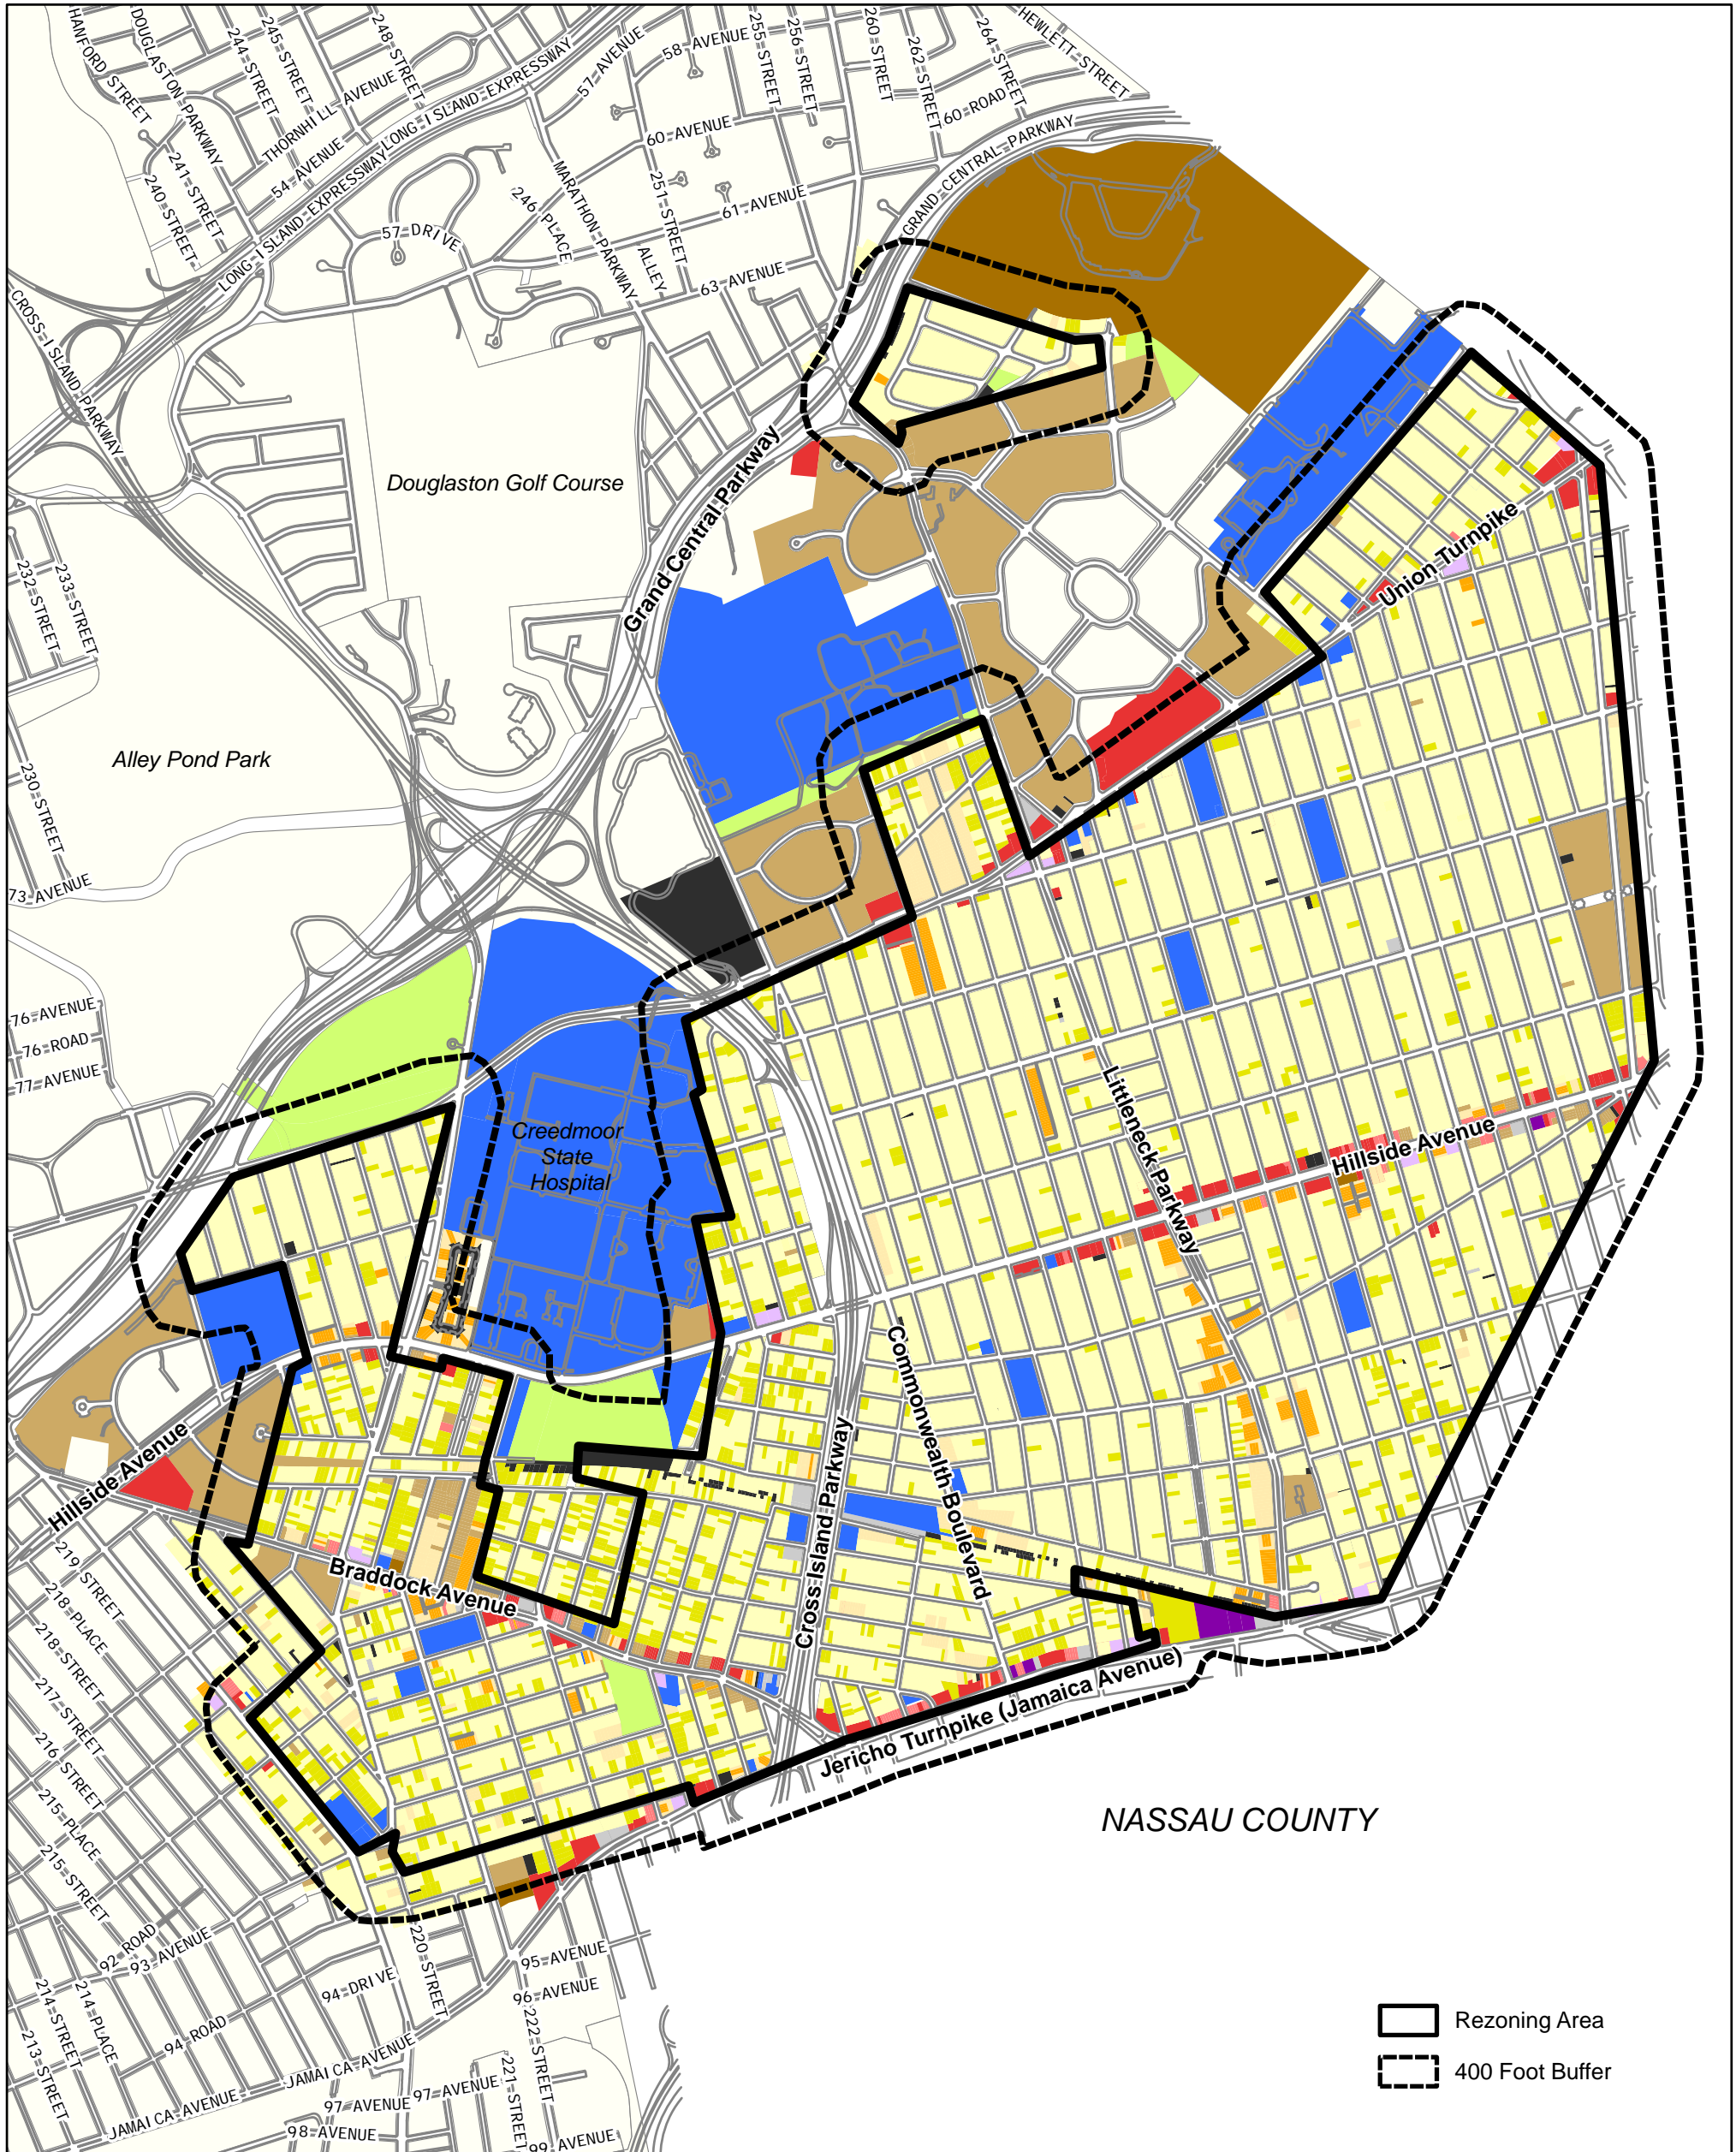 HANFORD STREET
DOUGLASTON PARKWAY
244 STREET
245 STREET
248 STREET
THORNHILL AVENUE
54 AVENUE
LONG ISLAND EXPRESSWAY
LONG ISLAND EXPRESSWAY
241 STREET
240 STREET
57 AVENUE
58 AVENUE
255 STREET
256 STREET
260 STREET
262 STREET
264 STREET
HEWLETT STREET
60 ROAD
60 AVENUE
GRAND CENTRAL PARKWAY
61 AVENUE
251 STREET
MARATHON PARKWAY
246 PLACE
57 DRIVE
ALLEY
63 AVENUE
CROSS ISLAND PARKWAY
Douglaston Golf Course
Grand Central Parkway
Union Turnpike
232 STREET
233 STREET
230 STREET
Alley Pond Park
73 AVENUE
76 AVENUE
76 ROAD
77 AVENUE
Creedmoor
State
Hospital
Littleneck Parkway
Hillside Avenue
Commonwealth Boulevard
Cross Island Parkway
Hillside Avenue
Braddock Avenue
Jericho Turnpike (Jamaica Avenue)
219 STREET
218 PLACE
218 STREET
217 STREET
216 STREET
215 PLACE
215 STREET
NASSAU COUNTY
92 ROAD
93 AVENUE
214 STREET
214 PLACE
213 STREET
94 ROAD
94 DRIVE
220 STREET
95 AVENUE
96 AVENUE
222 STREET
221 STREET
JAMAICA AVENUE
JAMAICA AVENUE
97 AVENUE
97 AVENUE
98 AVENUE
99 AVENUE
Rezoning Area
400 Foot Buffer